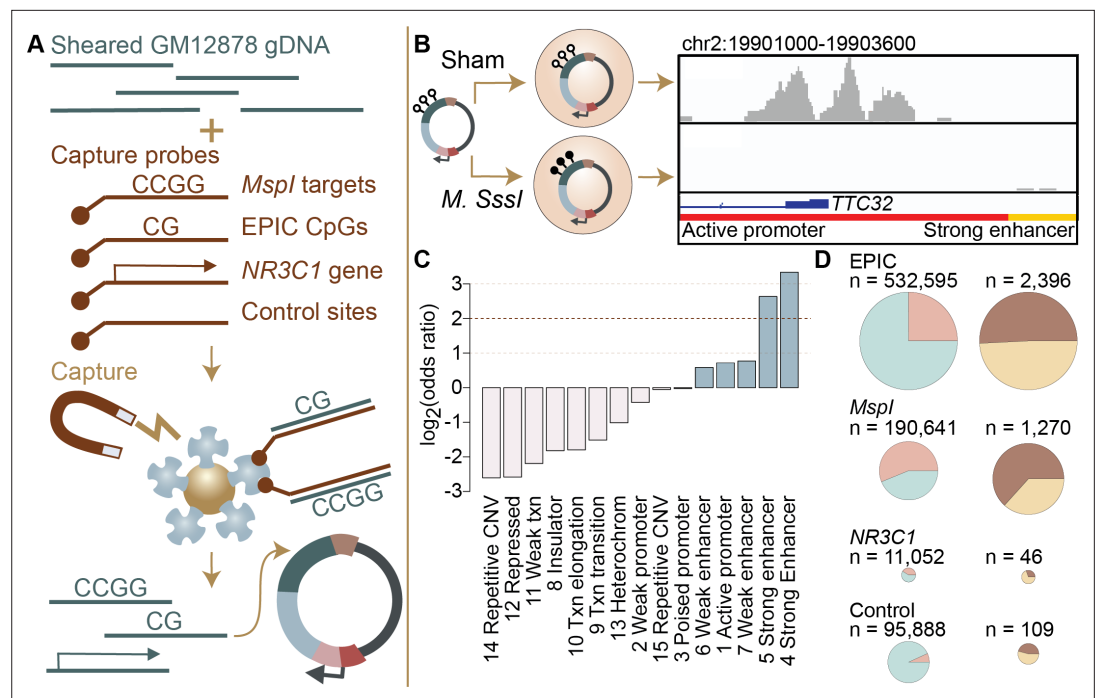 A Sheared GM12878 gDNA
+
Capture probes
CCGG
MspI targets
CG
EPIC CpGs
NR3C1 gene
Control sites
Capture
CG
CCGG
CCGG
CG
B
Sham
M. SssI
chr2:19901000-19903600
TTC32
Active promoter
Strong enhancer
C
log2(odds ratio)
3
2
1
0
-1
-2
-3
14 Repetitive CNV
12 Repressed
11 Weak txn
8 Insulator
10 Txn elongation
9 Txn transition
13 Heterochrom
2 Weak promoter
15 Repetitive CNV
3 Poised promoter
6 Weak enhancer
1 Active promoter
7 Weak enhancer
5 Strong enhancer
4 Strong Enhancer
D
EPIC
n = 532,595
n = 2,396
MspI
n = 190,641
n = 1,270
NR3C1
n = 11,052
n = 46
Control
n = 95,888
n = 109